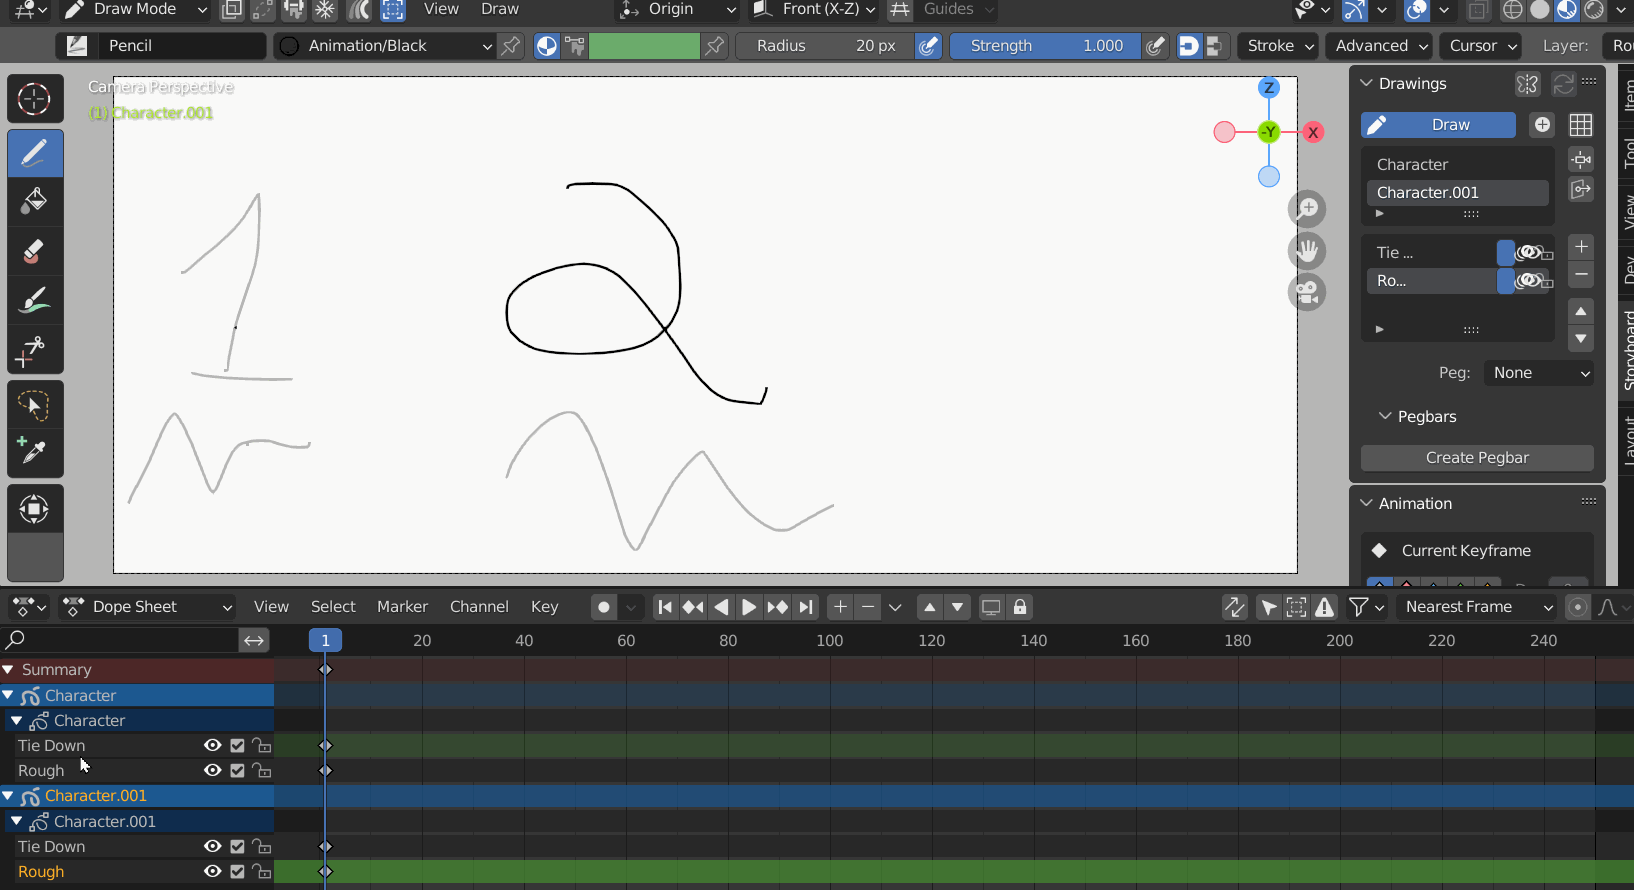 Draw Mode View Draw Origin Front (X-Z) Guides
Pencil Animation/Black Radius 20 px Strength 1.000 Stroke Advanced Cursor Layer: Ro
Camera Perspective
(1) Character.001
Z
-Y X
1 2
Drawings
Draw
Character
Character.001
Tie ...
Ro...
Peg: None
Pegbars
Create Pegbar
Animation
Current Keyframe
Item
Tool
View
Dev
Storyboard
Layout
Dope Sheet View Select Marker Channel Key Nearest Frame
1 20 40 60 80 100 120 140 160 180 200 220 240
Summary
Character
Character
Tie Down
Rough
Character.001
Character.001
Tie Down
Rough